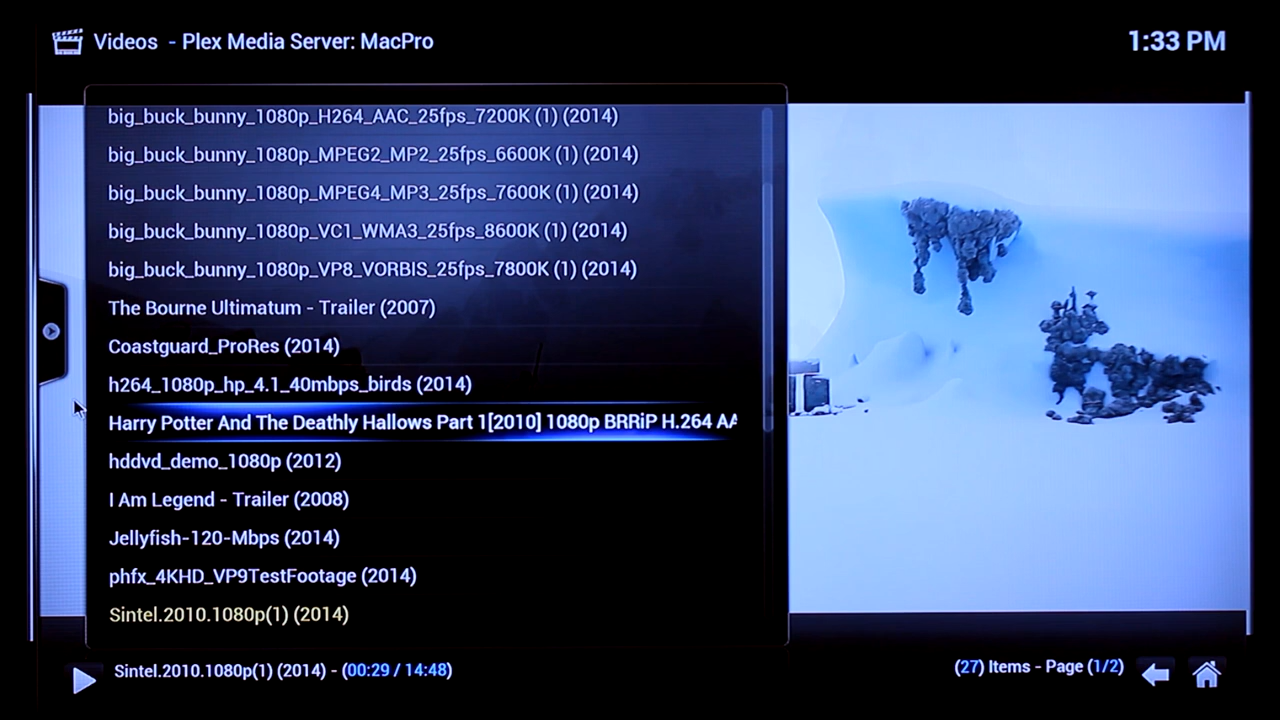 Videos - Plex Media Server: MacPro
1:33 PM
big_buck_bunny_1080p_H264_AAC_25fps_7200K (1) (2014)
big_buck_bunny_1080p_MPEG2_MP2_25fps_6600K (1) (2014)
big_buck_bunny_1080p_MPEG4_MP3_25fps_7600K (1) (2014)
big_buck_bunny_1080p_VC1_WMA3_25fps_8600K (1) (2014)
big_buck_bunny_1080p_VP8_VORBIS_25fps_7800K (1) (2014)
The Bourne Ultimatum - Trailer (2007)
Coastguard_ProRes (2014)
h264_1080p_hp_4.1_40mbps_birds (2014)
Harry Potter And The Deathly Hallows Part 1[2010] 1080p BRRiP H.264 AA
hddvd_demo_1080p (2012)
I Am Legend - Trailer (2008)
Jellyfish-120-Mbps (2014)
phfx_4KHD_VP9TestFootage (2014)
Sintel.2010.1080p(1) (2014)
Sintel.2010.1080p(1) (2014) - (00:29 / 14:48)
(27) Items - Page (1/2)